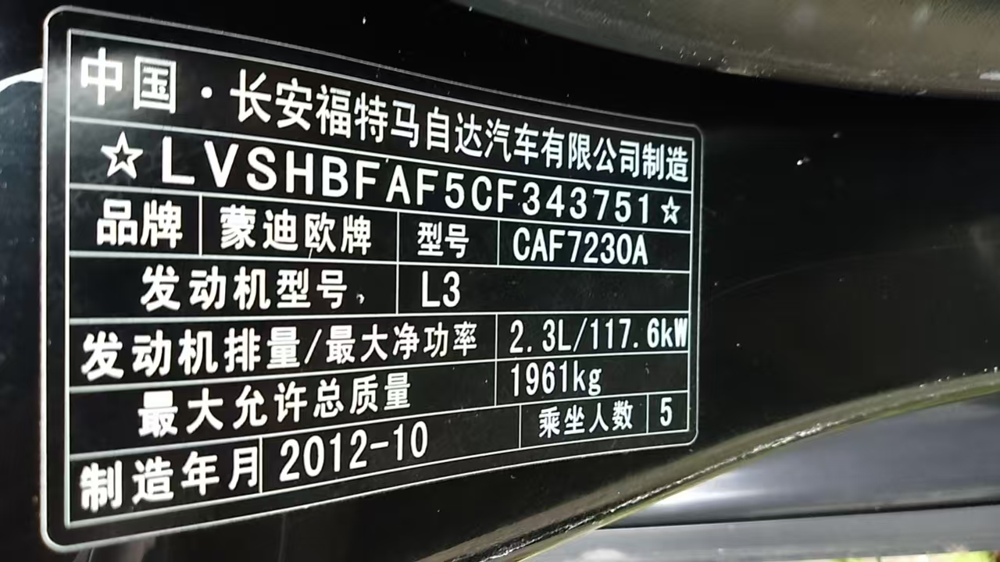 中国·长安福特马自达汽车有限公司制造
☆LVSHBFAF5CF343751☆
品牌 蒙迪欧牌 型号 CAF7230A
发动机型号 L3
发动机排量/最大净功率 2.3L/117.6kW
最大允许总质量 1961kg
制造年月 2012-10 乘坐人数 5